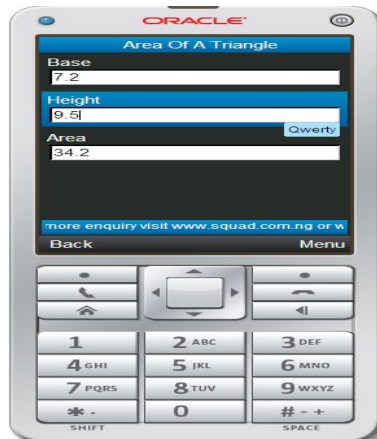 ORACLE
Area Of A Triangle
Base
7.2
Height
9.5
Qwerty
Area
34.2
more enquiry visit www.squad.com.ng or w
Back Menu
1 2 ABC 3 DEF
4 GHI 5 JKL 6 MNO
7 PQRS 8 TUV 9 WXYZ
* . 0 # - +
SHIFT SPACE